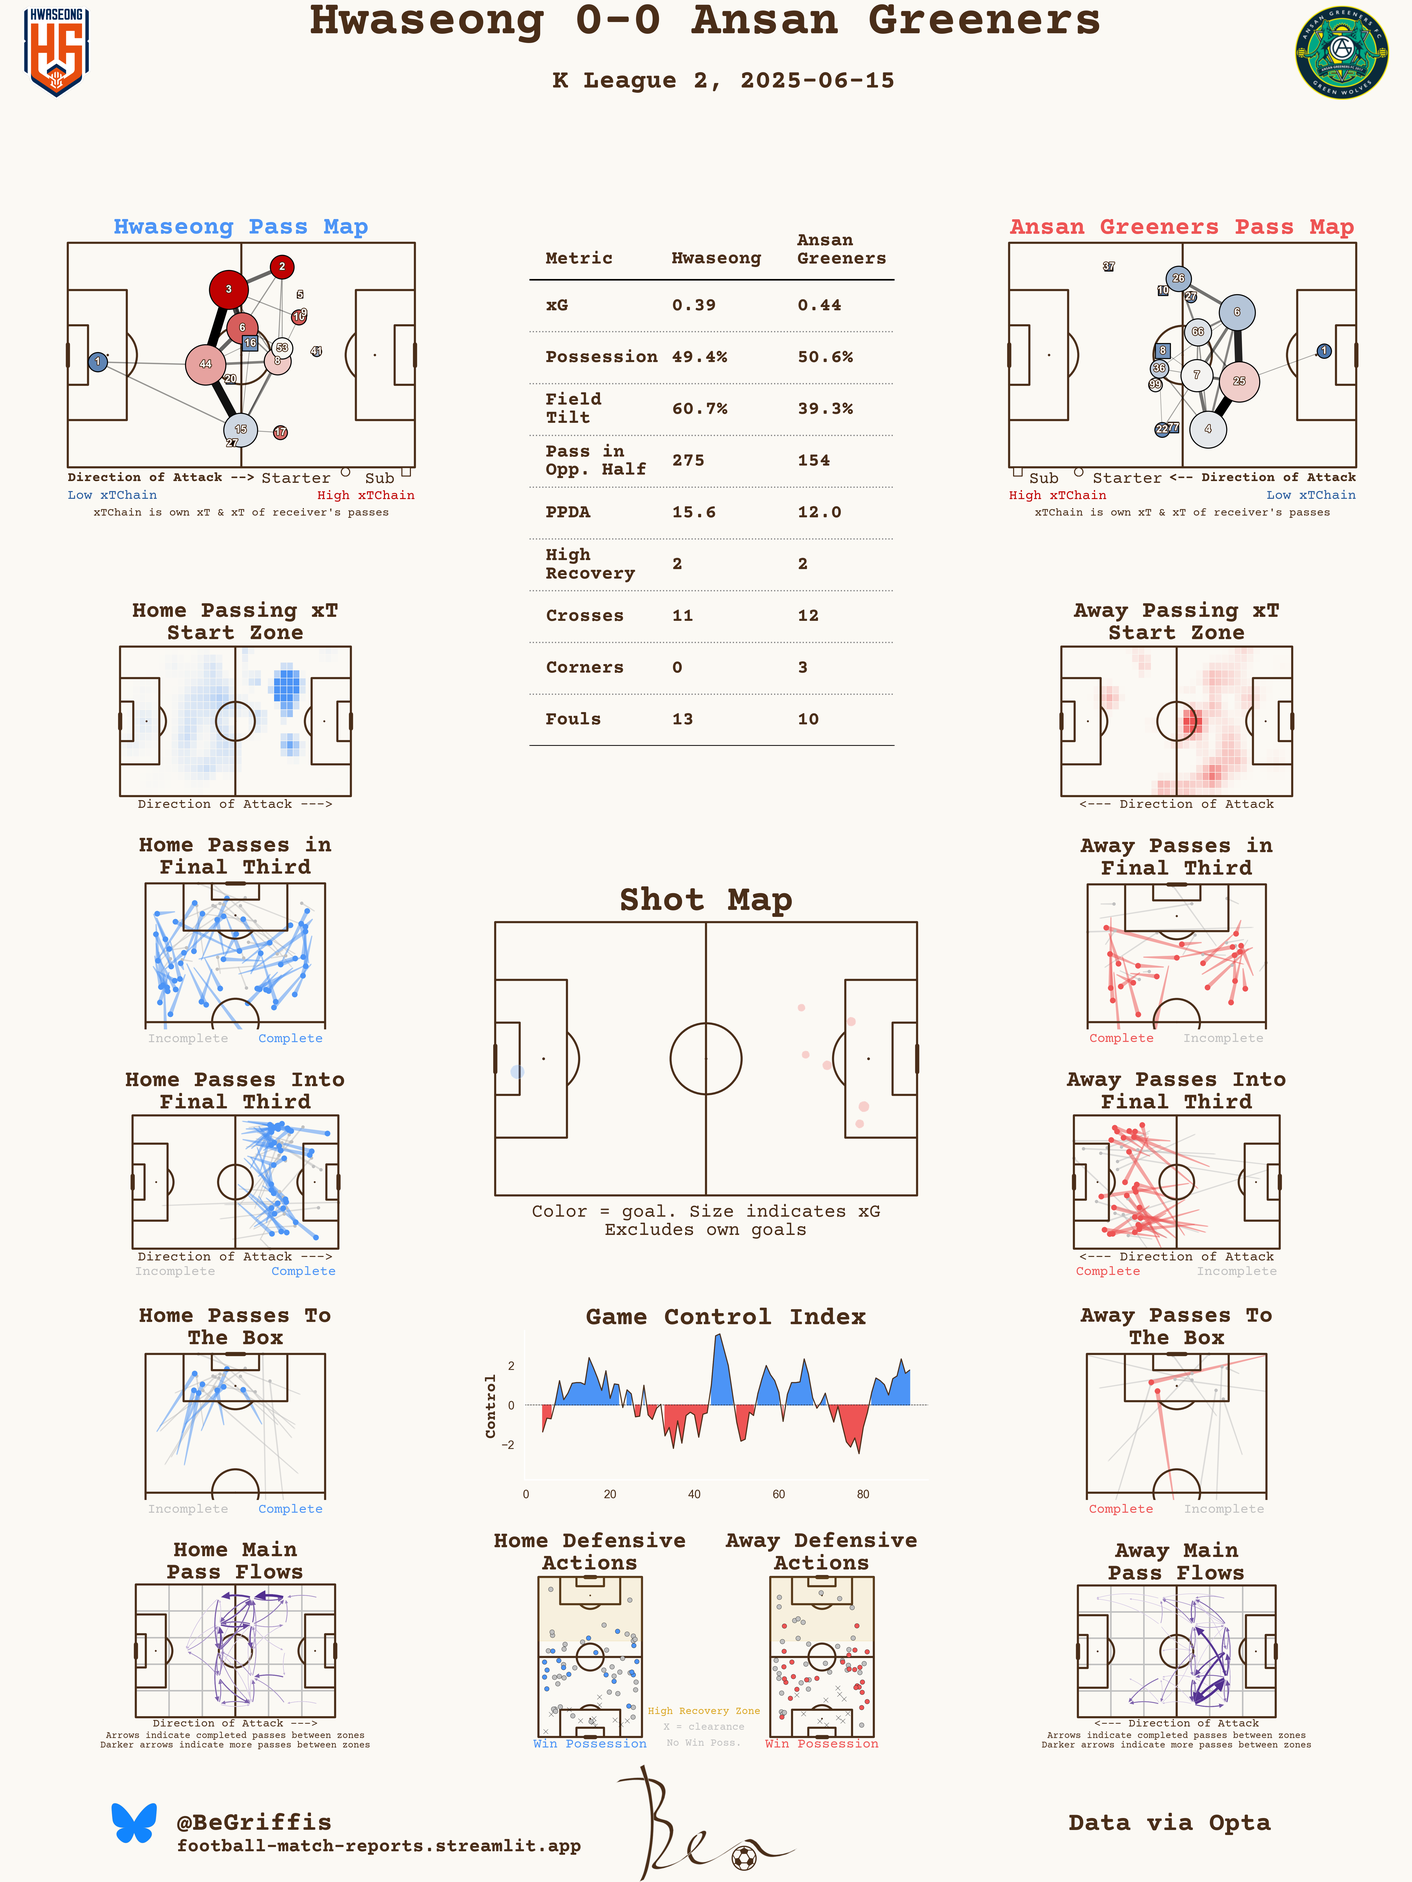 Hwaseong 0-0 Ansan Greeners
K League 2, 2025-06-15
HWASEONG
ANSAN GREENERS FC
GREEN WOLVES
Hwaseong Pass Map
1
3
2
6
16
44
53
8
5
10
9
41
20
15
27
17
Direction of Attack --> Starter Sub
Low xTChain High xTChain
xTChain is own xT & xT of receiver's passes
Metric Hwaseong Ansan Greeners
xG 0.39 0.44
Possession 49.4% 50.6%
Field Tilt 60.7% 39.3%
Pass in Opp. Half 275 154
PPDA 15.6 12.0
High Recovery 2 2
Crosses 11 12
Corners 0 3
Fouls 13 10
Ansan Greeners Pass Map
37
26
10
27
6
66
8
36
99
7
25
1
22
77
4
Sub Starter <-- Direction of Attack
High xTChain Low xTChain
xTChain is own xT & xT of receiver's passes
Home Passing xT
Start Zone
Direction of Attack --->
Away Passing xT
Start Zone
<--- Direction of Attack
Home Passes in
Final Third
Incomplete Complete
Away Passes in
Final Third
Complete Incomplete
Shot Map
Color = goal. Size indicates xG
Excludes own goals
Home Passes Into
Final Third
Direction of Attack --->
Incomplete Complete
Away Passes Into
Final Third
<--- Direction of Attack
Complete Incomplete
Home Passes To
The Box
Incomplete Complete
Game Control Index
Control
2
0
−2
0 20 40 60 80
Away Passes To
The Box
Complete Incomplete
Home Main
Pass Flows
Direction of Attack --->
Arrows indicate completed passes between zones
Darker arrows indicate more passes between zones
Home Defensive
Actions
Win Possession
High Recovery Zone
X = clearance
No Win Poss.
Away Defensive
Actions
Win Possession
Away Main
Pass Flows
<--- Direction of Attack
Arrows indicate completed passes between zones
Darker arrows indicate more passes between zones
@BeGriffis
football-match-reports.streamlit.app
Ben
Data via Opta